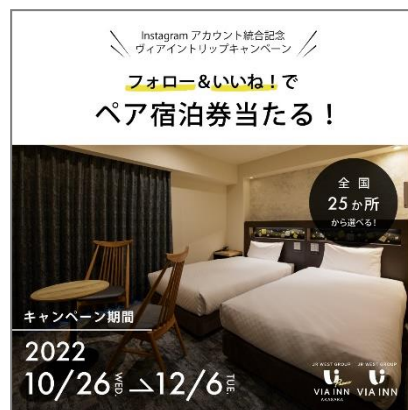 Instagram アカウント統合記念
ヴィアイントリップキャンペーン
フォロー&いいね！で
ペア宿泊券当たる！
全国
25か所
から選べる！
キャンペーン期間
2022
10/26 WED. → 12/6 TUE.
JR WEST GROUP JR WEST GROUP
VIA INN VIA INN
ASAKUSA